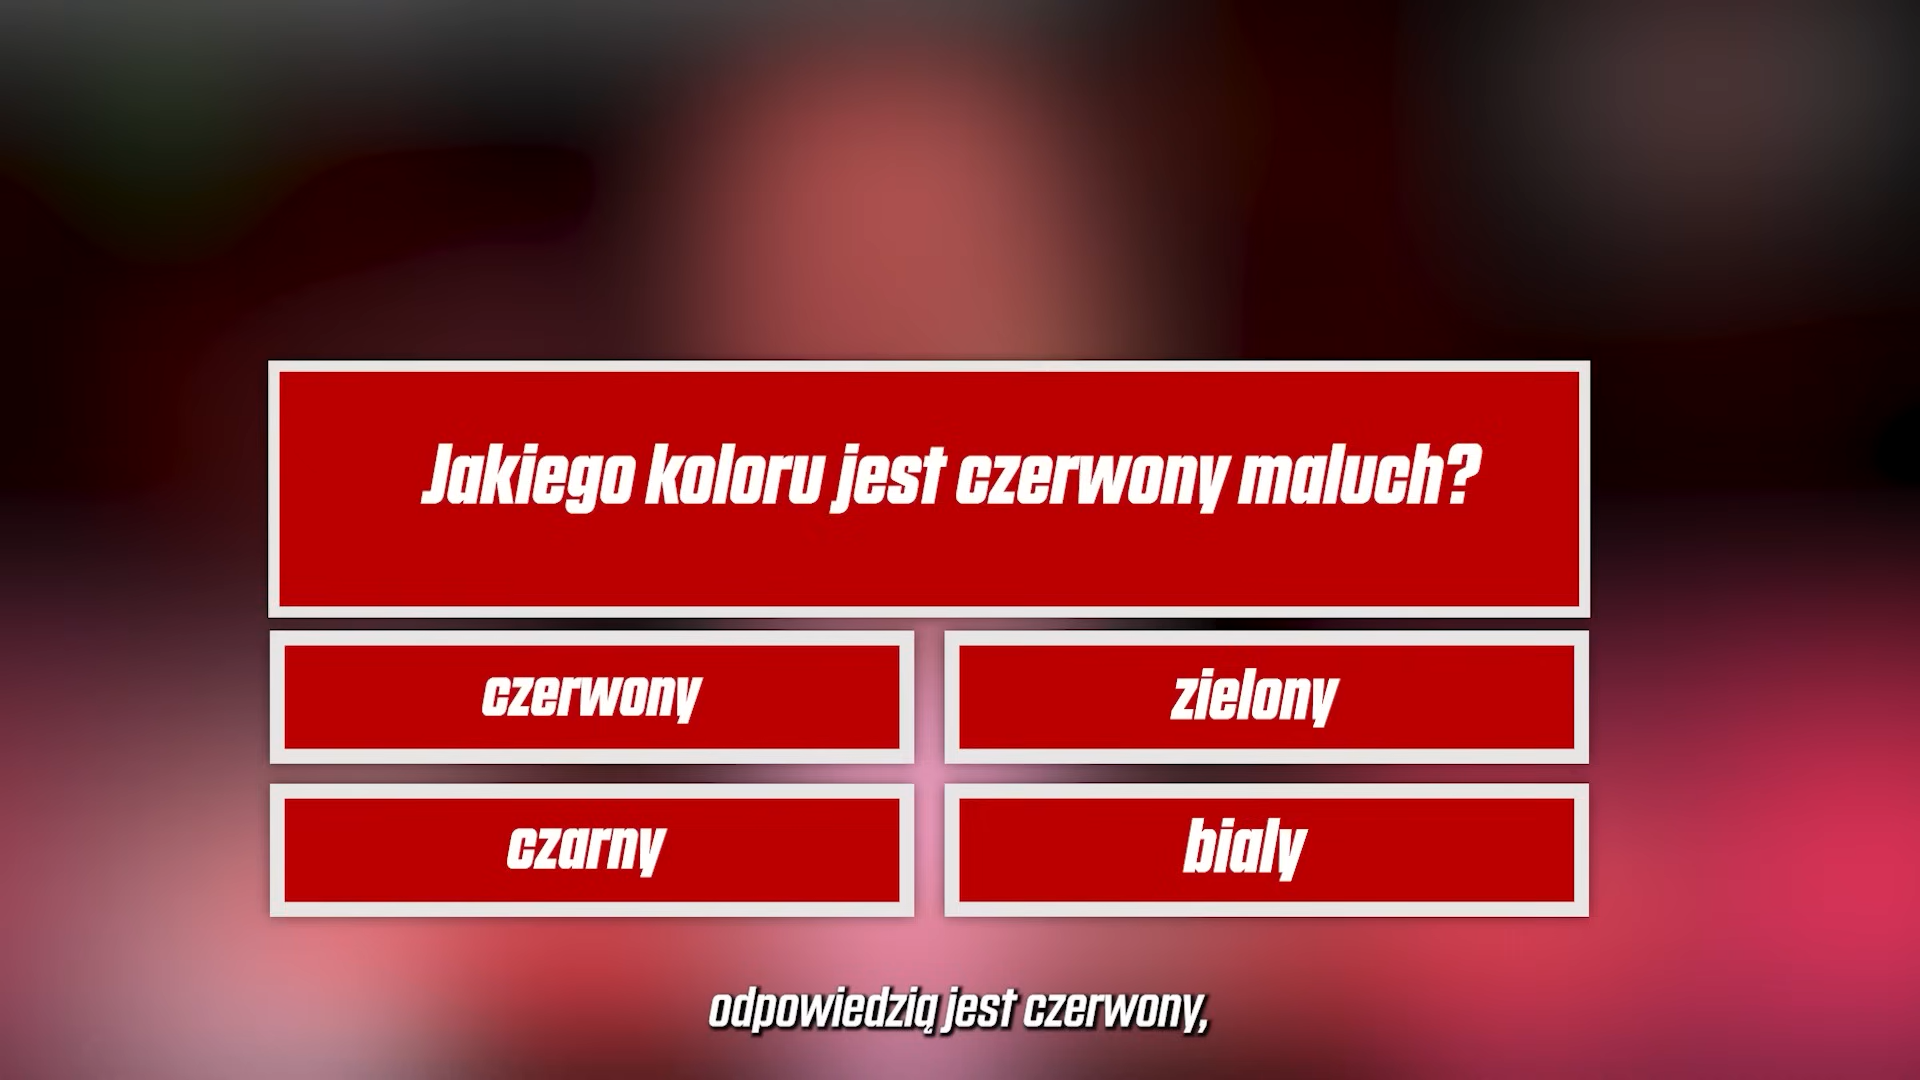 Jakiego koloru jest czerwony maluch?
czerwony
zielony
czarny
biały
odpowiedzią jest czerwony,